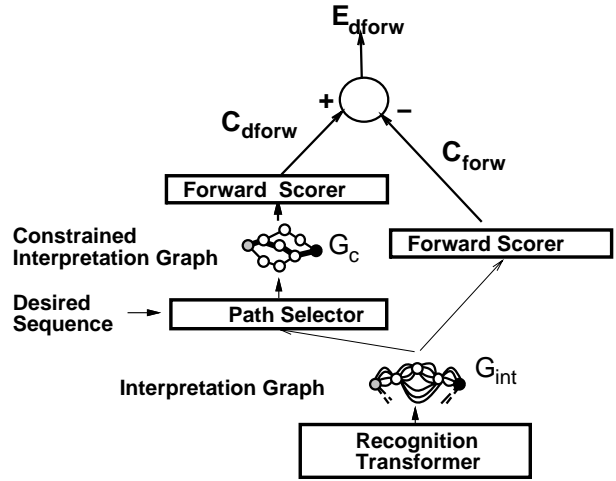 E_dforw
+ −
C_dforw
C_forw
Forward Scorer
Constrained
Interpretation Graph
G_c
Forward Scorer
Desired
Sequence
Path Selector
Interpretation Graph
G_int
Recognition
Transformer